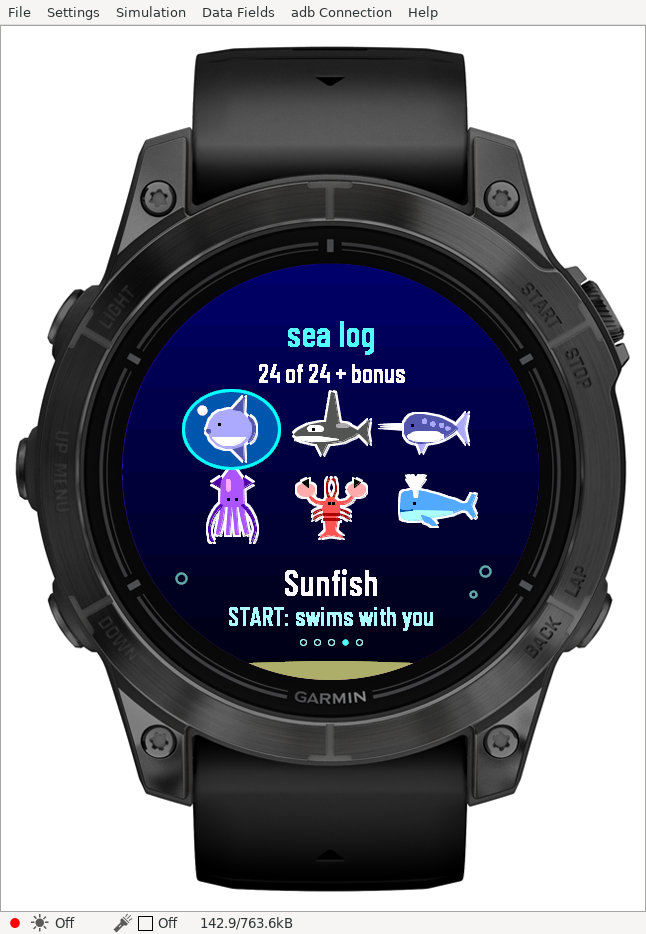 File Settings Simulation Data Fields adb Connection Help
LIGHT
START
STOP
UP MENU
DOWN
LAP
BACK
sea log
24 of 24 + bonus
Sunfish
START: swims with you
GARMIN
Off
Off
142.9/763.6kB